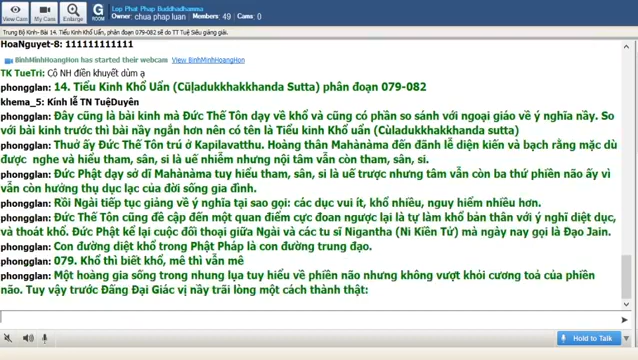 View Cam
My Cam
Enlarge
G
ROOM
Lop Phat Phap Buddhadhamma
Owner: chua phap luan  Members: 49 | Cams: 0
Trung Bộ Kinh- Bài 14. Tiểu Kinh Khổ Uẩn, phân đoạn 079-082 sẽ do TT Tuệ Siêu giảng giải.
HoaNguyet-8: 111111111111
BinhMinhHoangHon has started their webcam View BinhMinhHoangHon
TK TueTri: Cô NH điền khuyết dùm ạ
phongglan: 14. Tiểu Kinh Khổ Uẩn (Cūḷadukkhakkhanda Sutta) phân đoạn 079-082
khema_5: Kinh lễ TN TuệDuyên
phongglan: Đây cũng là bài kinh mà Đức Thế Tôn dạy về khổ và cũng có phần so sánh với ngoại giáo về ý nghĩa nầy. So
với bài kinh trước thì bài nầy ngắn hơn nên có tên là Tiểu kinh Khổ uẩn (Cùladukkhakkhanda sutta)
phongglan: Thuở ấy Đức Thế Tôn trú ở Kapilavatthu. Hoàng thân Mahànàma đến đãnh lễ diện kiến và bạch rằng mặc dù
được nghe và hiểu tham, sân, si là uế nhiễm nhưng nội tâm vẫn còn tham, sân, si.
phongglan: Đức Phật dạy sở dĩ Mahànàma tuy hiểu tham, sân, si là uế trược nhưng tâm vẫn còn ba thứ phiền não ấy vì
vẫn còn hưởng thụ dục lạc của đời sống gia đình.
phongglan: Rồi Ngài tiếp tục giảng về ý nghĩa tại sao gọi: các dục vui ít, khổ nhiều, nguy hiểm nhiều hơn.
phongglan: Đức Thế Tôn cũng đề cập đến một quan điểm cực đoan ngược lại là tự làm khổ bản thân với ý nghĩ diệt dục,
và thoát khổ. Đức Phật kể lại cuộc đối thoại giữa Ngài và các tu sĩ Nigantha (Ni Kiền Tử) mà ngày nay gọi là Đạo Jain.
phongglan: Con đường diệt khổ trong Phật Pháp là con đường trung đạo.
phongglan: 079. Khổ thì biết khổ, mê thì vẫn mê
phongglan: Một hoàng gia sống trong nhung lụa tuy hiểu về phiền não nhưng không vượt khỏi cương toả của phiền
não. Tuy vậy trước Đấng Đại Giác vị nầy trãi lòng một cách thành thật:
Hold to Talk